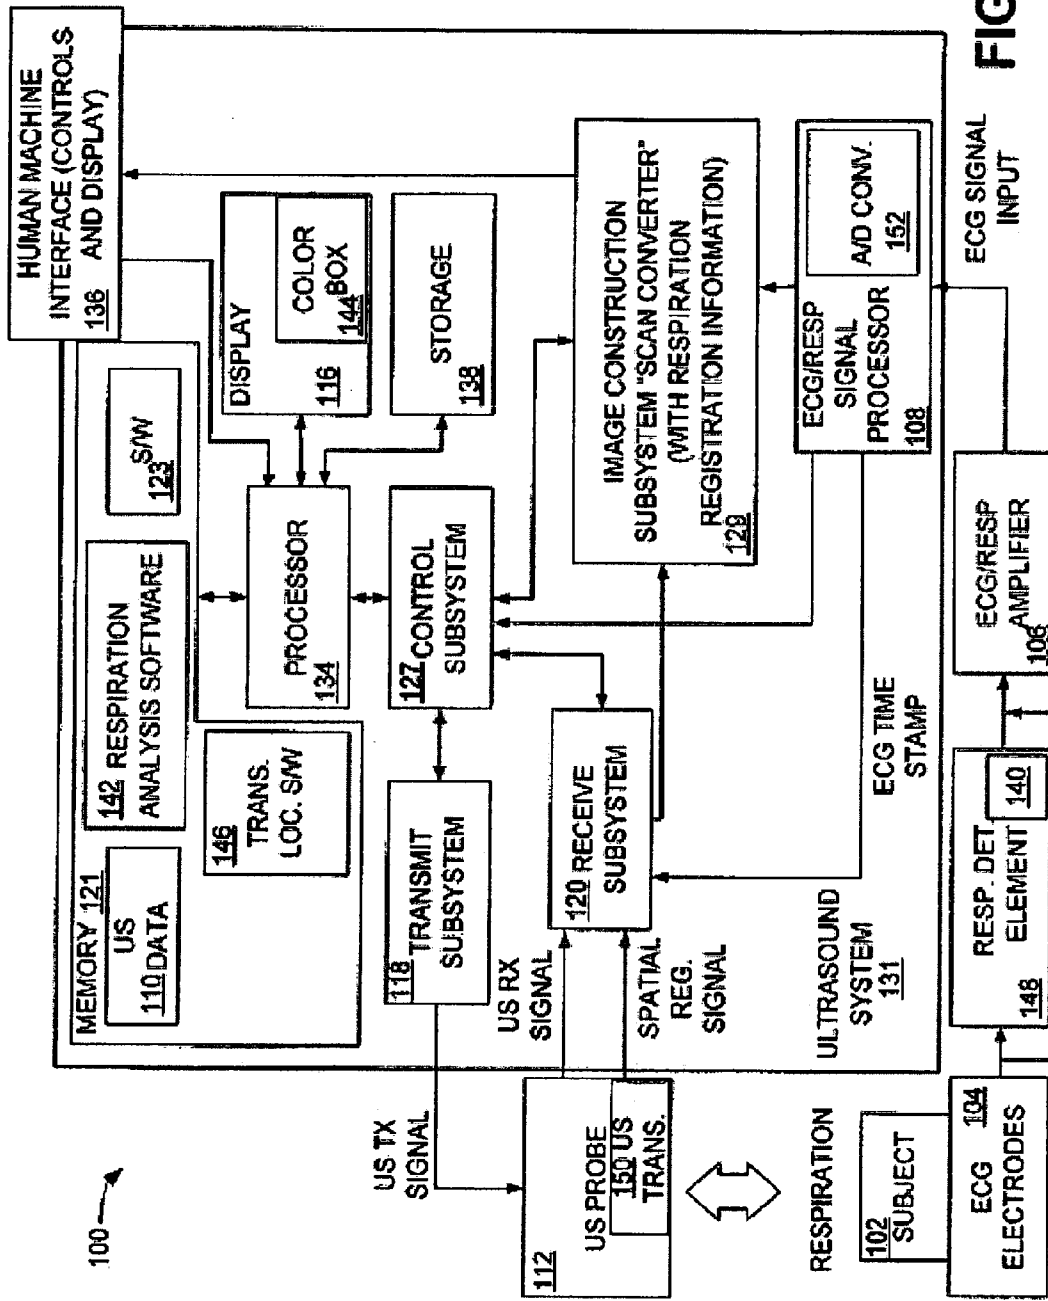 100
HUMAN MACHINE
INTERFACE (CONTROLS
AND DISPLAY)
136
MEMORY 121
US
110 DATA
142 RESPIRATION
ANALYSIS SOFTWARE
S/W
123
146 TRANS.
LOC. S/W
PROCESSOR
134
DISPLAY
116
COLOR
BOX
144
STORAGE
138
118 TRANSMIT
SUBSYSTEM
127 CONTROL
SUBSYSTEM
US TX
SIGNAL
US RX
SIGNAL
SPATIAL
REG.
SIGNAL
120 RECEIVE
SUBSYSTEM
IMAGE CONSTRUCTION
SUBSYSTEM "SCAN CONVERTER"
(WITH RESPIRATION
REGISTRATION INFORMATION)
129
112
US PROBE
150 US
TRANS.
ULTRASOUND
SYSTEM
131
ECG TIME
STAMP
ECG/RESP
SIGNAL
PROCESSOR
108
A/D CONV.
152
RESPIRATION
102
SUBJECT
104
ECG
ELECTRODES
RESP. DET.
ELEMENT
140
148
ECG/RESP
AMPLIFIER
106
ECG SIGNAL
INPUT
FIG